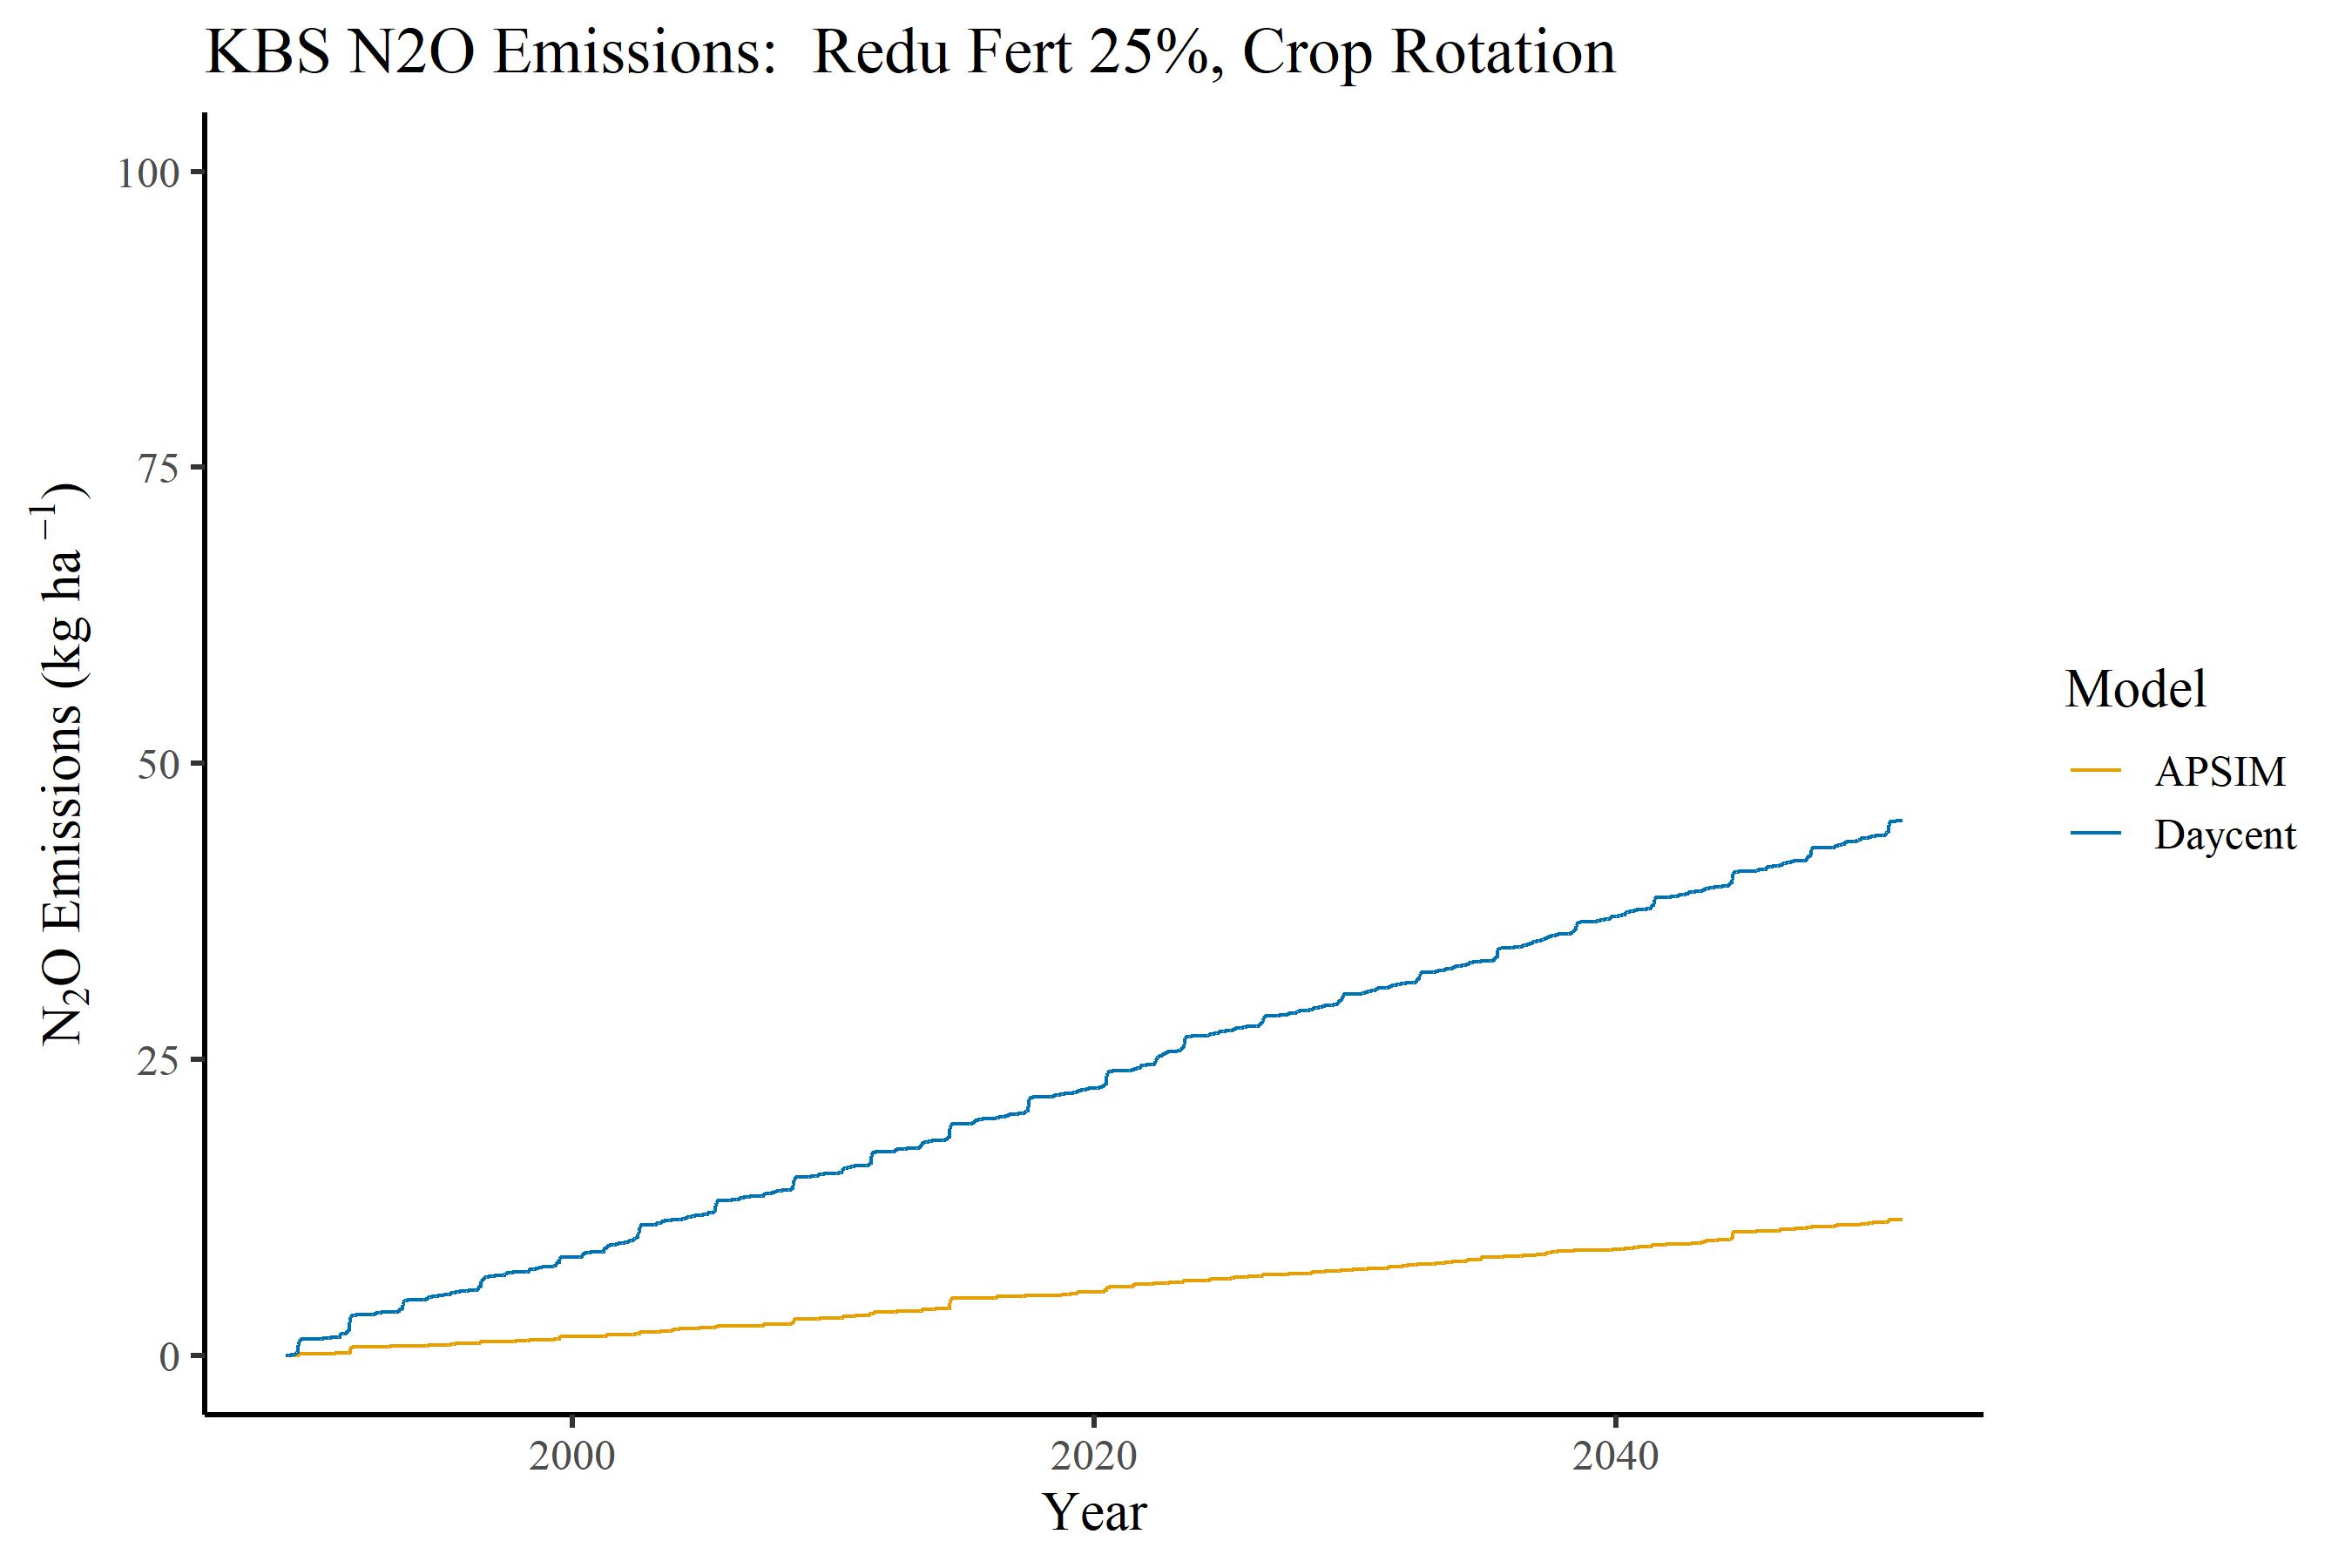 KBS N2O Emissions:  Redu Fert 25%, Crop Rotation
N₂O Emissions (kg ha⁻¹)
100
75
50
25
0
2000
2020
2040
Year
Model
APSIM
Daycent